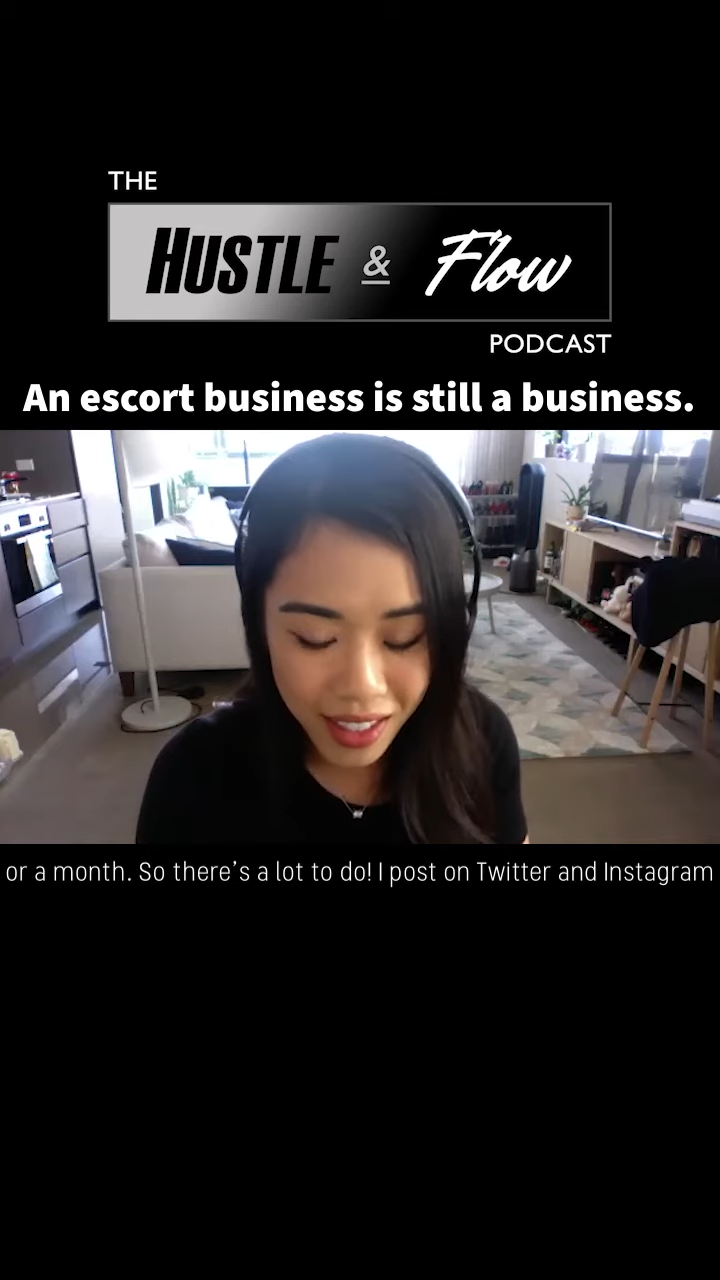 THE
HUSTLE & Flow
PODCAST
An escort business is still a business.
or a month. So there's a lot to do! I post on Twitter and Instagram